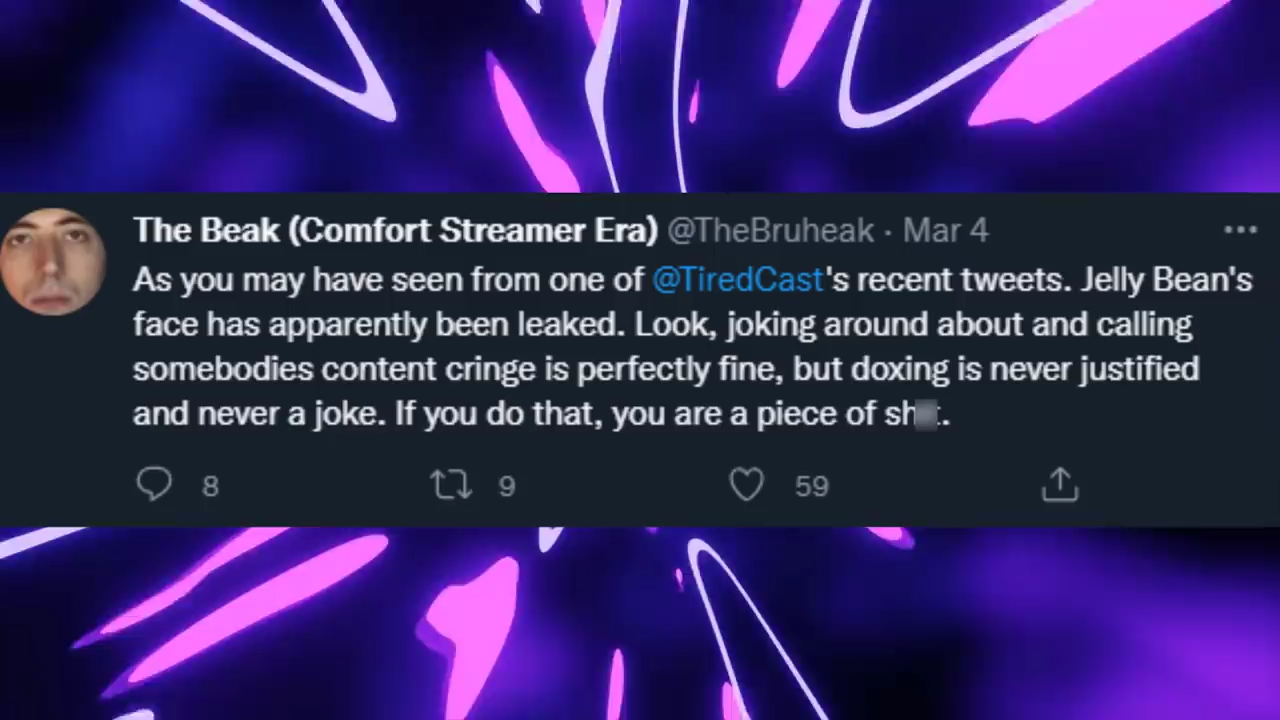 The Beak (Comfort Streamer Era) @TheBruheak · Mar 4
As you may have seen from one of @TiredCast's recent tweets. Jelly Bean's
face has apparently been leaked. Look, joking around about and calling
somebodies content cringe is perfectly fine, but doxing is never justified
and never a joke. If you do that, you are a piece of
8 9 59